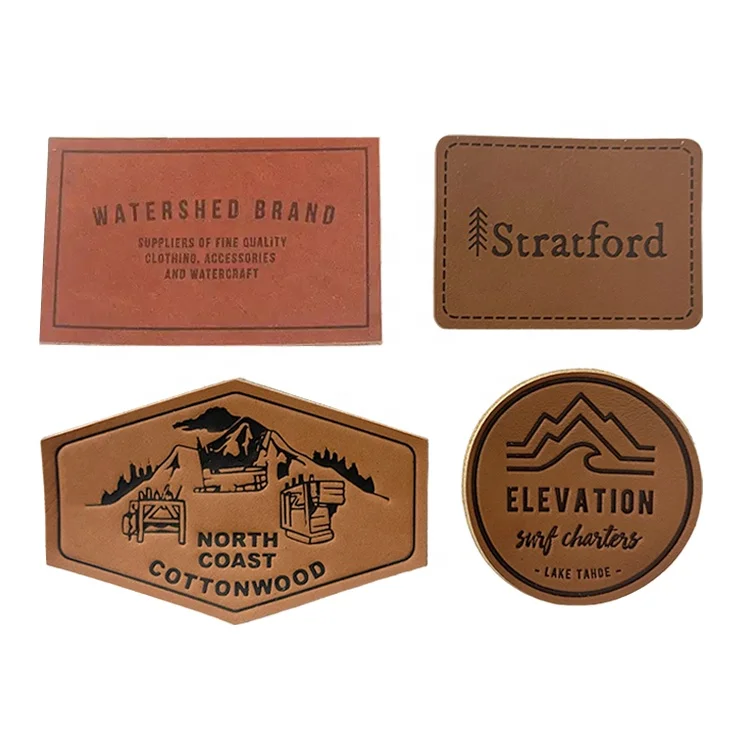 WATERSHED BRAND
SUPPLIERS OF FINE QUALITY
CLOTHING, ACCESSORIES
AND WATERCRAFT
Stratford
NORTH
COAST
COTTONWOOD
ELEVATION
surf charters
- LAKE TAHOE -